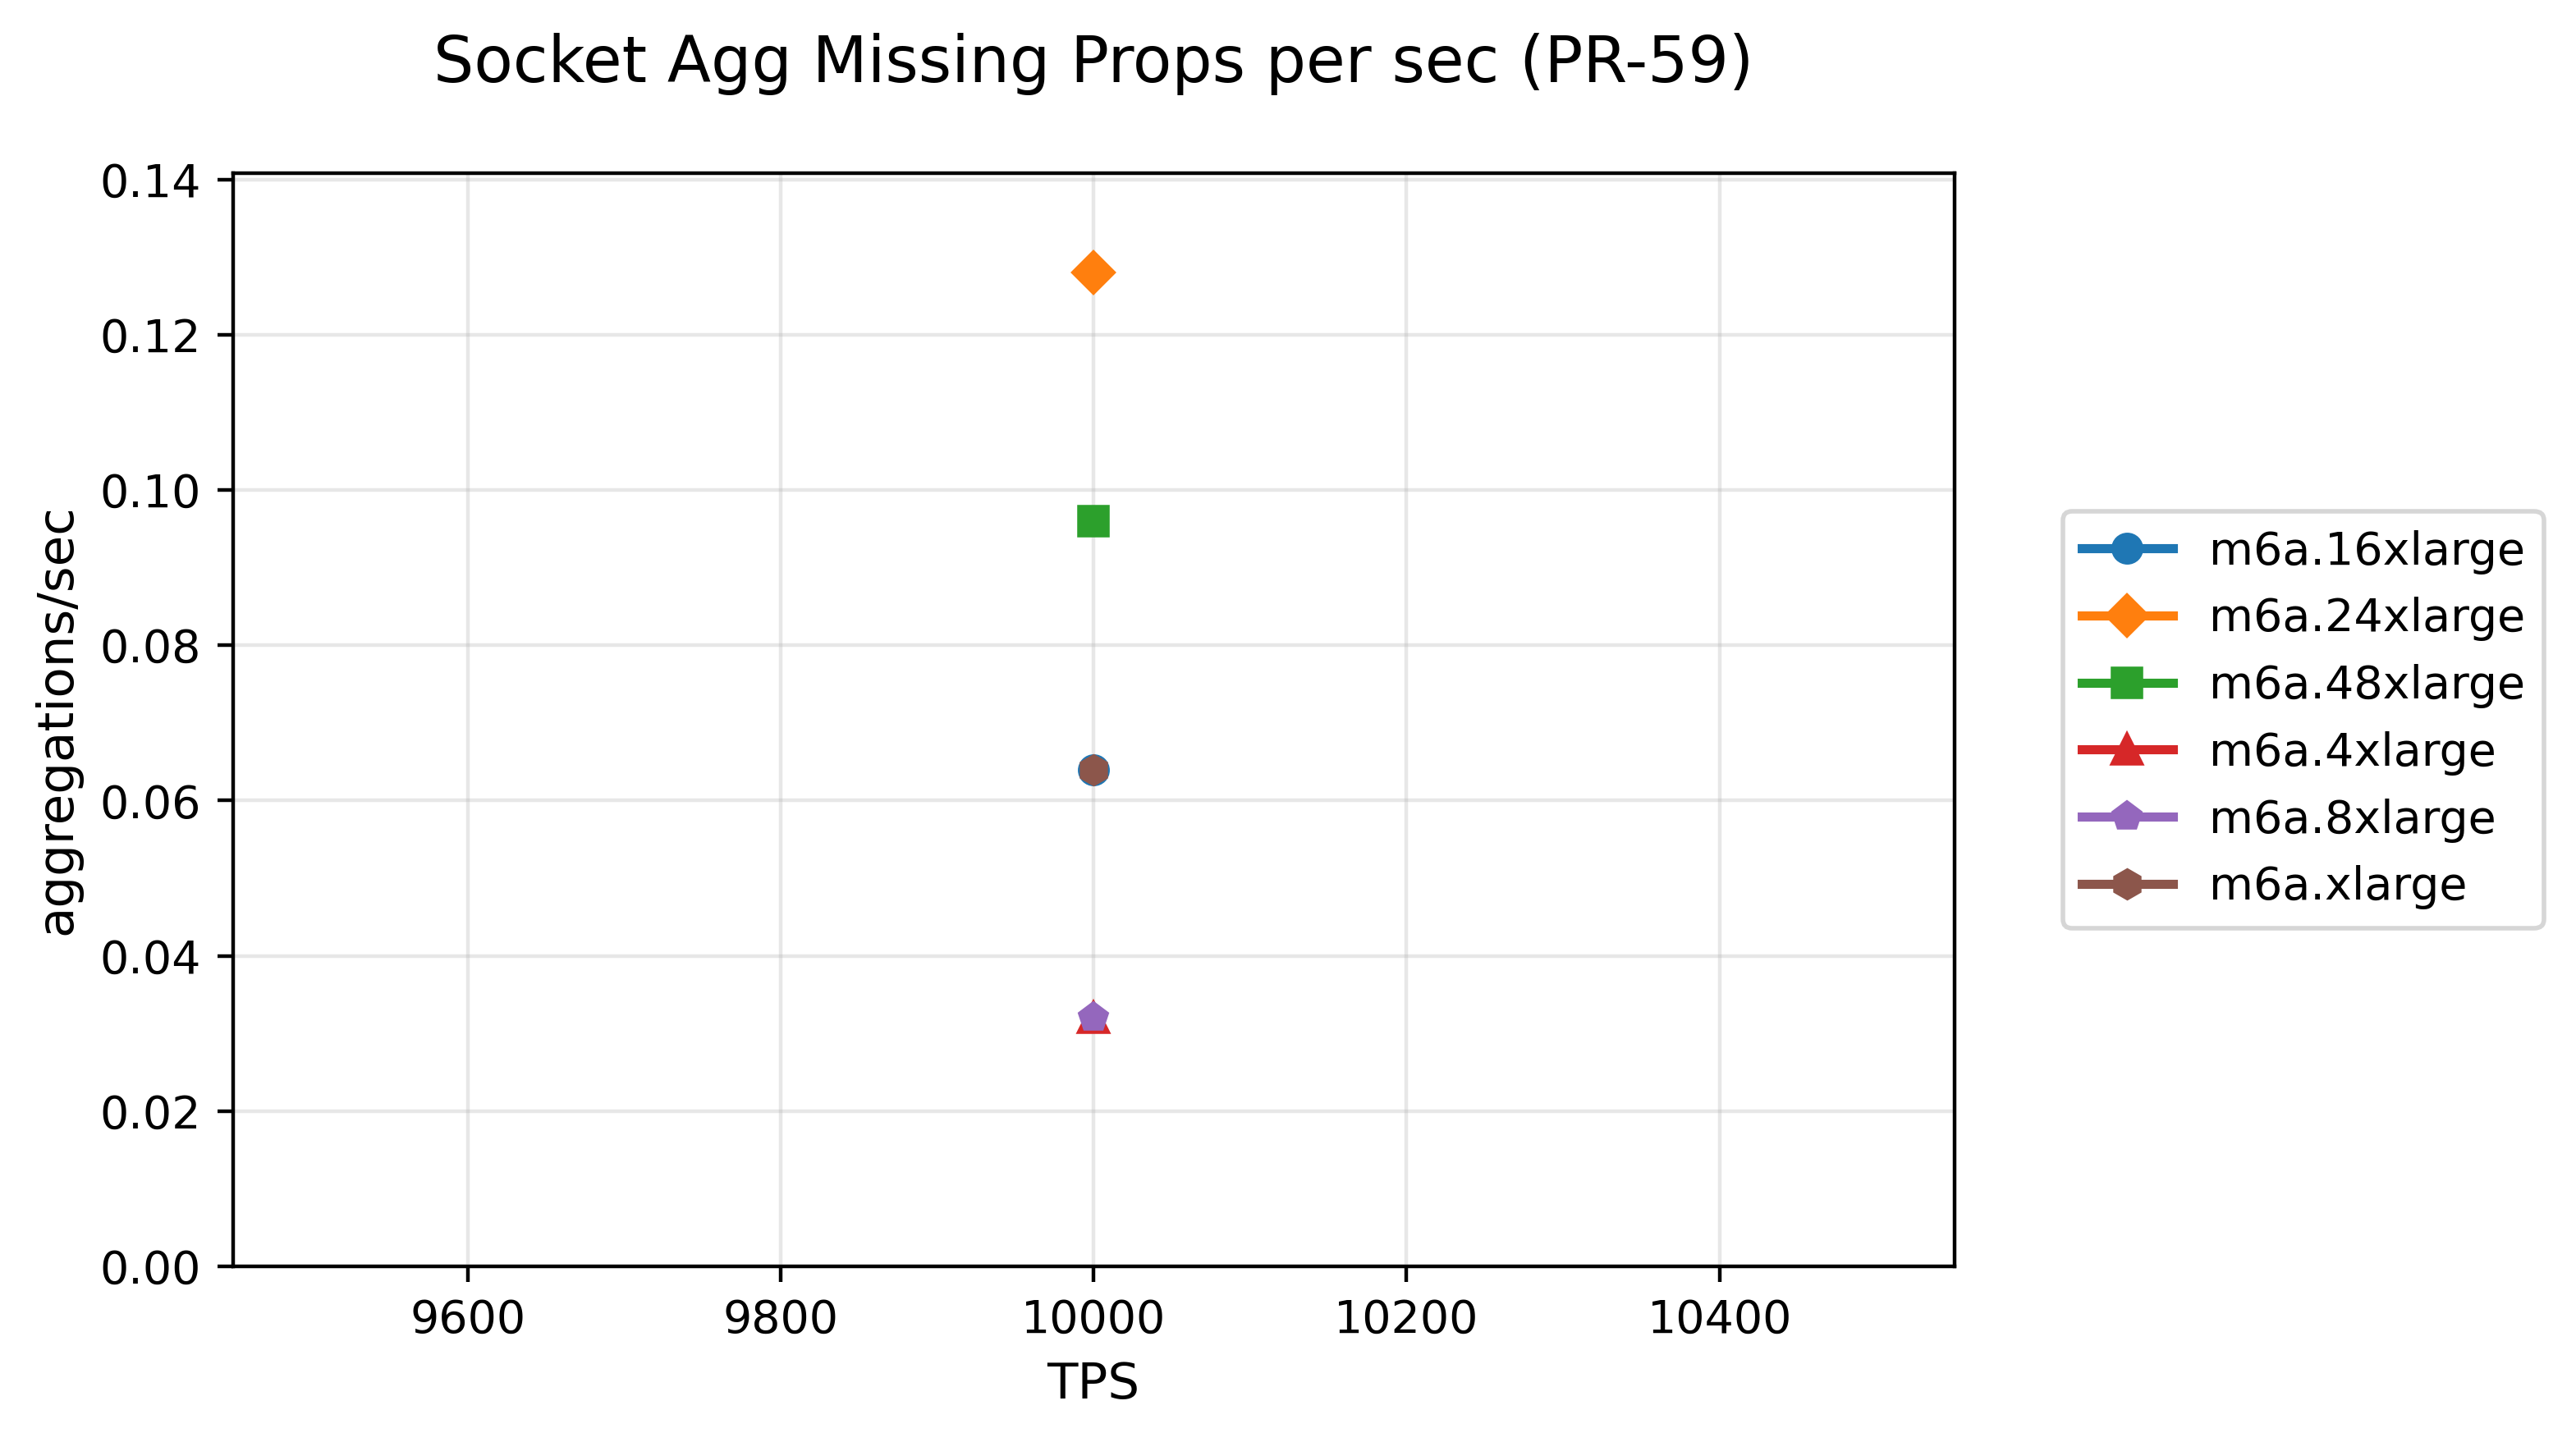 Socket Agg Missing Props per sec (PR-59)
0.14
0.12
0.10
0.08
0.06
0.04
0.02
0.00
aggregations/sec
9600 9800 10000 10200 10400
TPS
m6a.16xlarge
m6a.24xlarge
m6a.48xlarge
m6a.4xlarge
m6a.8xlarge
m6a.xlarge